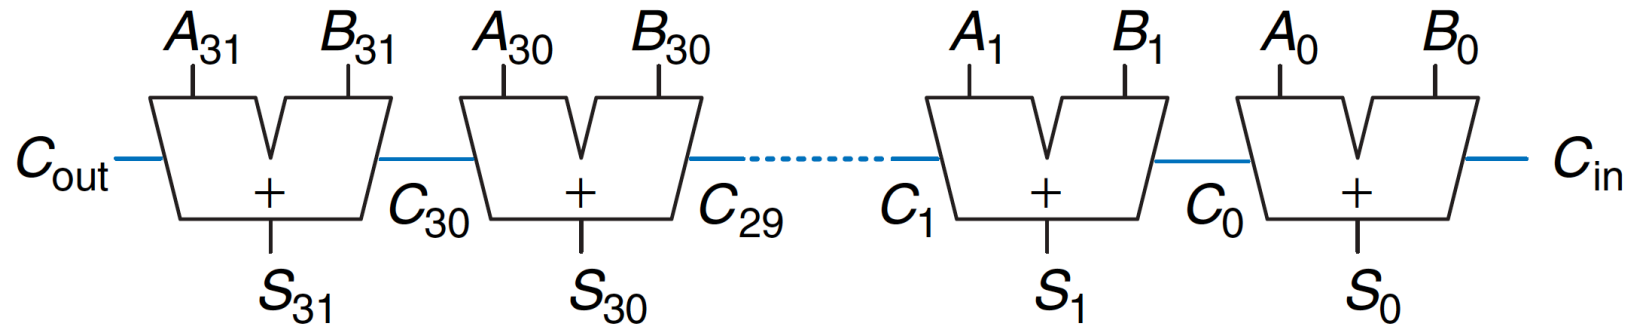 A31 B31 A30 B30 A1 B1 A0 B0
Cout Cin
+ + + +
C30 C29 C1 C0
S31 S30 S1 S0